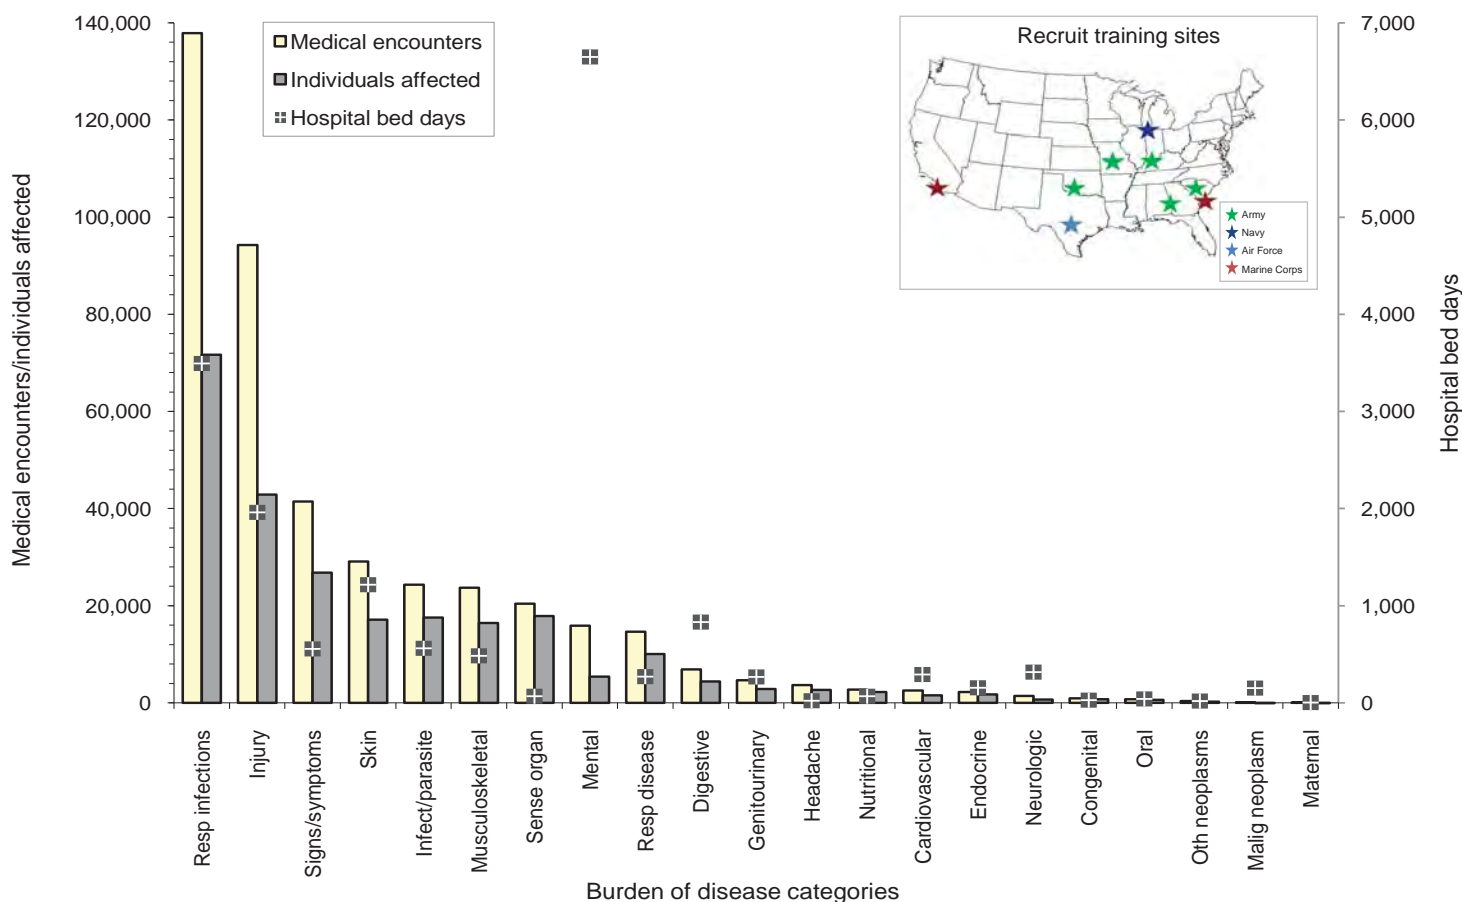 140,000
120,000
100,000
80,000
60,000
40,000
20,000
0
Medical encounters/individuals affected
Medical encounters
Individuals affected
Hospital bed days
Recruit training sites
Army
Navy
Air Force
Marine Corps
7,000
6,000
5,000
4,000
3,000
2,000
1,000
0
Hospital bed days
Resp infections
Injury
Signs/symptoms
Skin
Infect/parasite
Musculoskeletal
Sense organ
Mental
Resp disease
Digestive
Genitourinary
Headache
Nutritional
Cardiovascular
Endocrine
Neurologic
Congenital
Oral
Oth neoplasms
Malig neoplasm
Maternal
Burden of disease categories